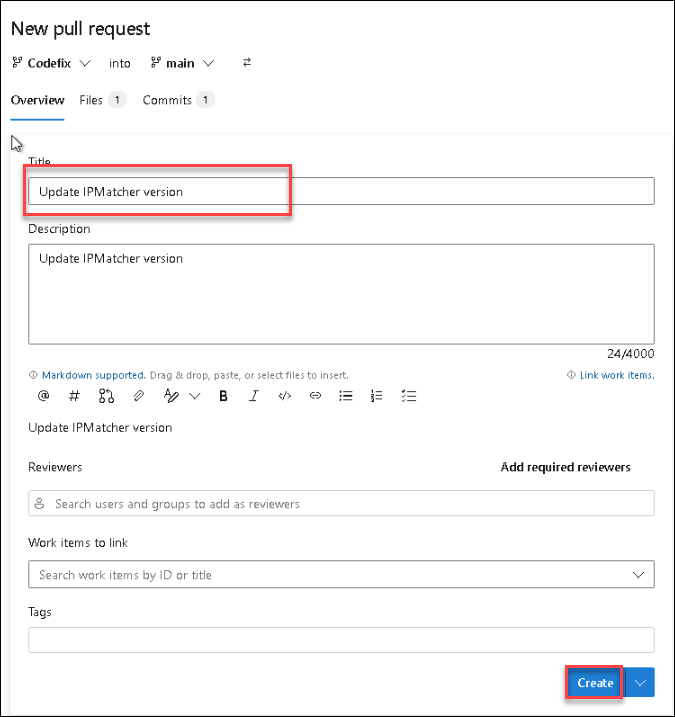 New pull request
Codefix into main
Overview Files 1 Commits 1
Title
Update IPMatcher version
Description
Update IPMatcher version
24/4000
Markdown supported. Drag & drop, paste, or select files to insert. Link work items.
@ # B I </>
Update IPMatcher version
Reviewers Add required reviewers
Search users and groups to add as reviewers
Work items to link
Search work items by ID or title
Tags
Create